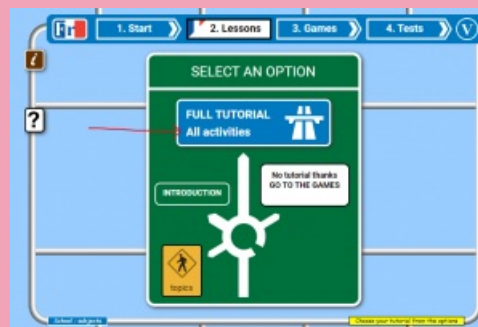 Fr
1. Start
2. Lessons
3. Games
4. Tests
V
i
SELECT AN OPTION
?
FULL TUTORIAL
All activities
No tutorial thanks
GO TO THE GAMES
INTRODUCTION
topics
School - subjects
Choose your tutorial from the options